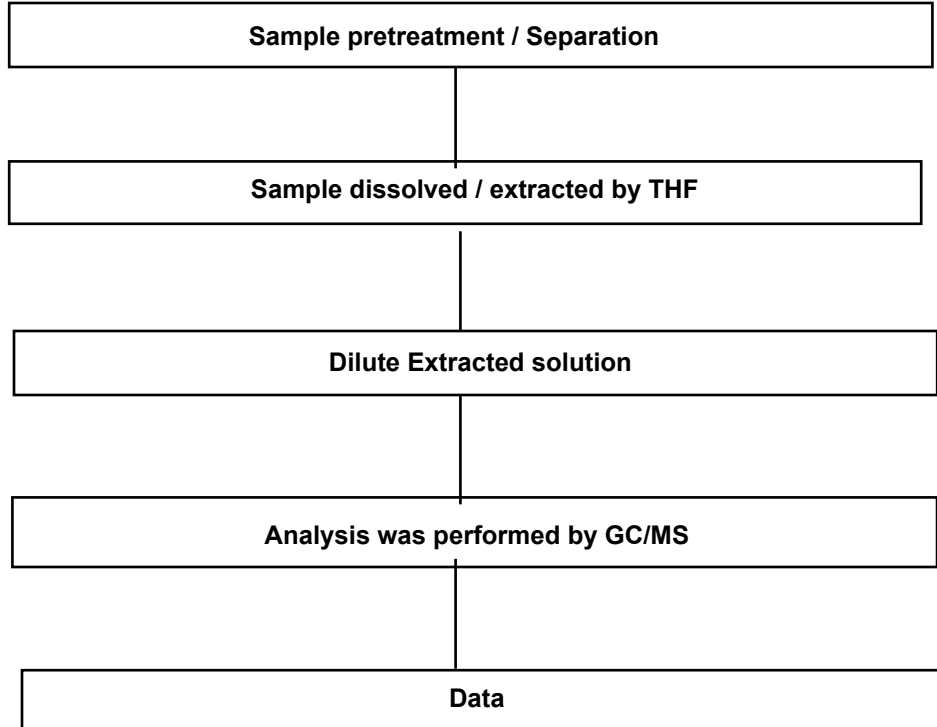 Sample pretreatment / Separation
Sample dissolved / extracted by THF
Dilute Extracted solution
Analysis was performed by GC/MS
Data